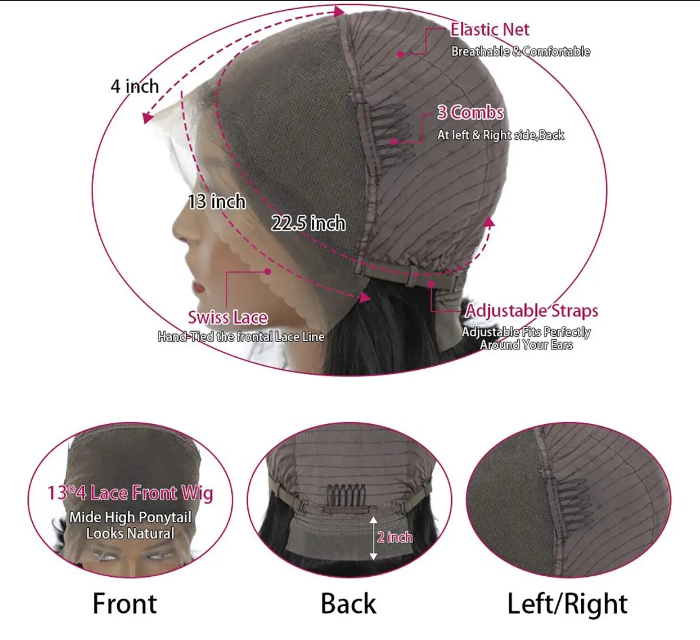 Elastic Net
Breathable & Comfortable
4 inch
3 Combs
At left & Right side,Back
13 inch
22.5 inch
Swiss Lace
Hand-Tied the frontal Lace Line
Adjustable Straps
Adjustable Fits Perfectly
Around Your Ears
13*4 Lace Front Wig
Mide High Ponytail
Looks Natural
2 inch
Front
Back
Left/Right